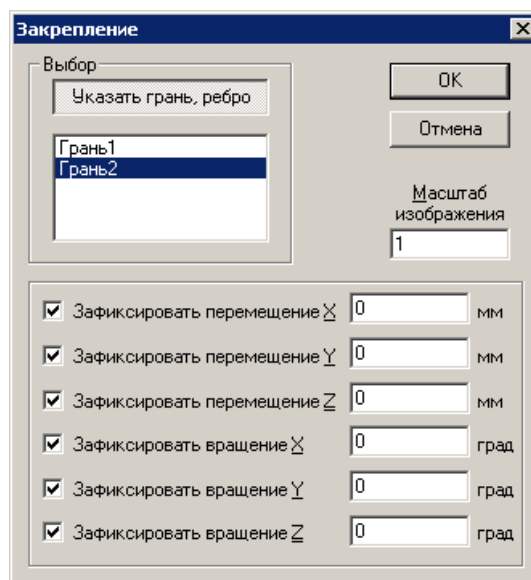 Закрепление
Выбор
Указать грань, ребро
Грань1
Грань2
OK
Отмена
Масштаб
изображения
1
Зафиксировать перемещение X 0 мм
Зафиксировать перемещение Y 0 мм
Зафиксировать перемещение Z 0 мм
Зафиксировать вращение X 0 град
Зафиксировать вращение Y 0 град
Зафиксировать вращение Z 0 град